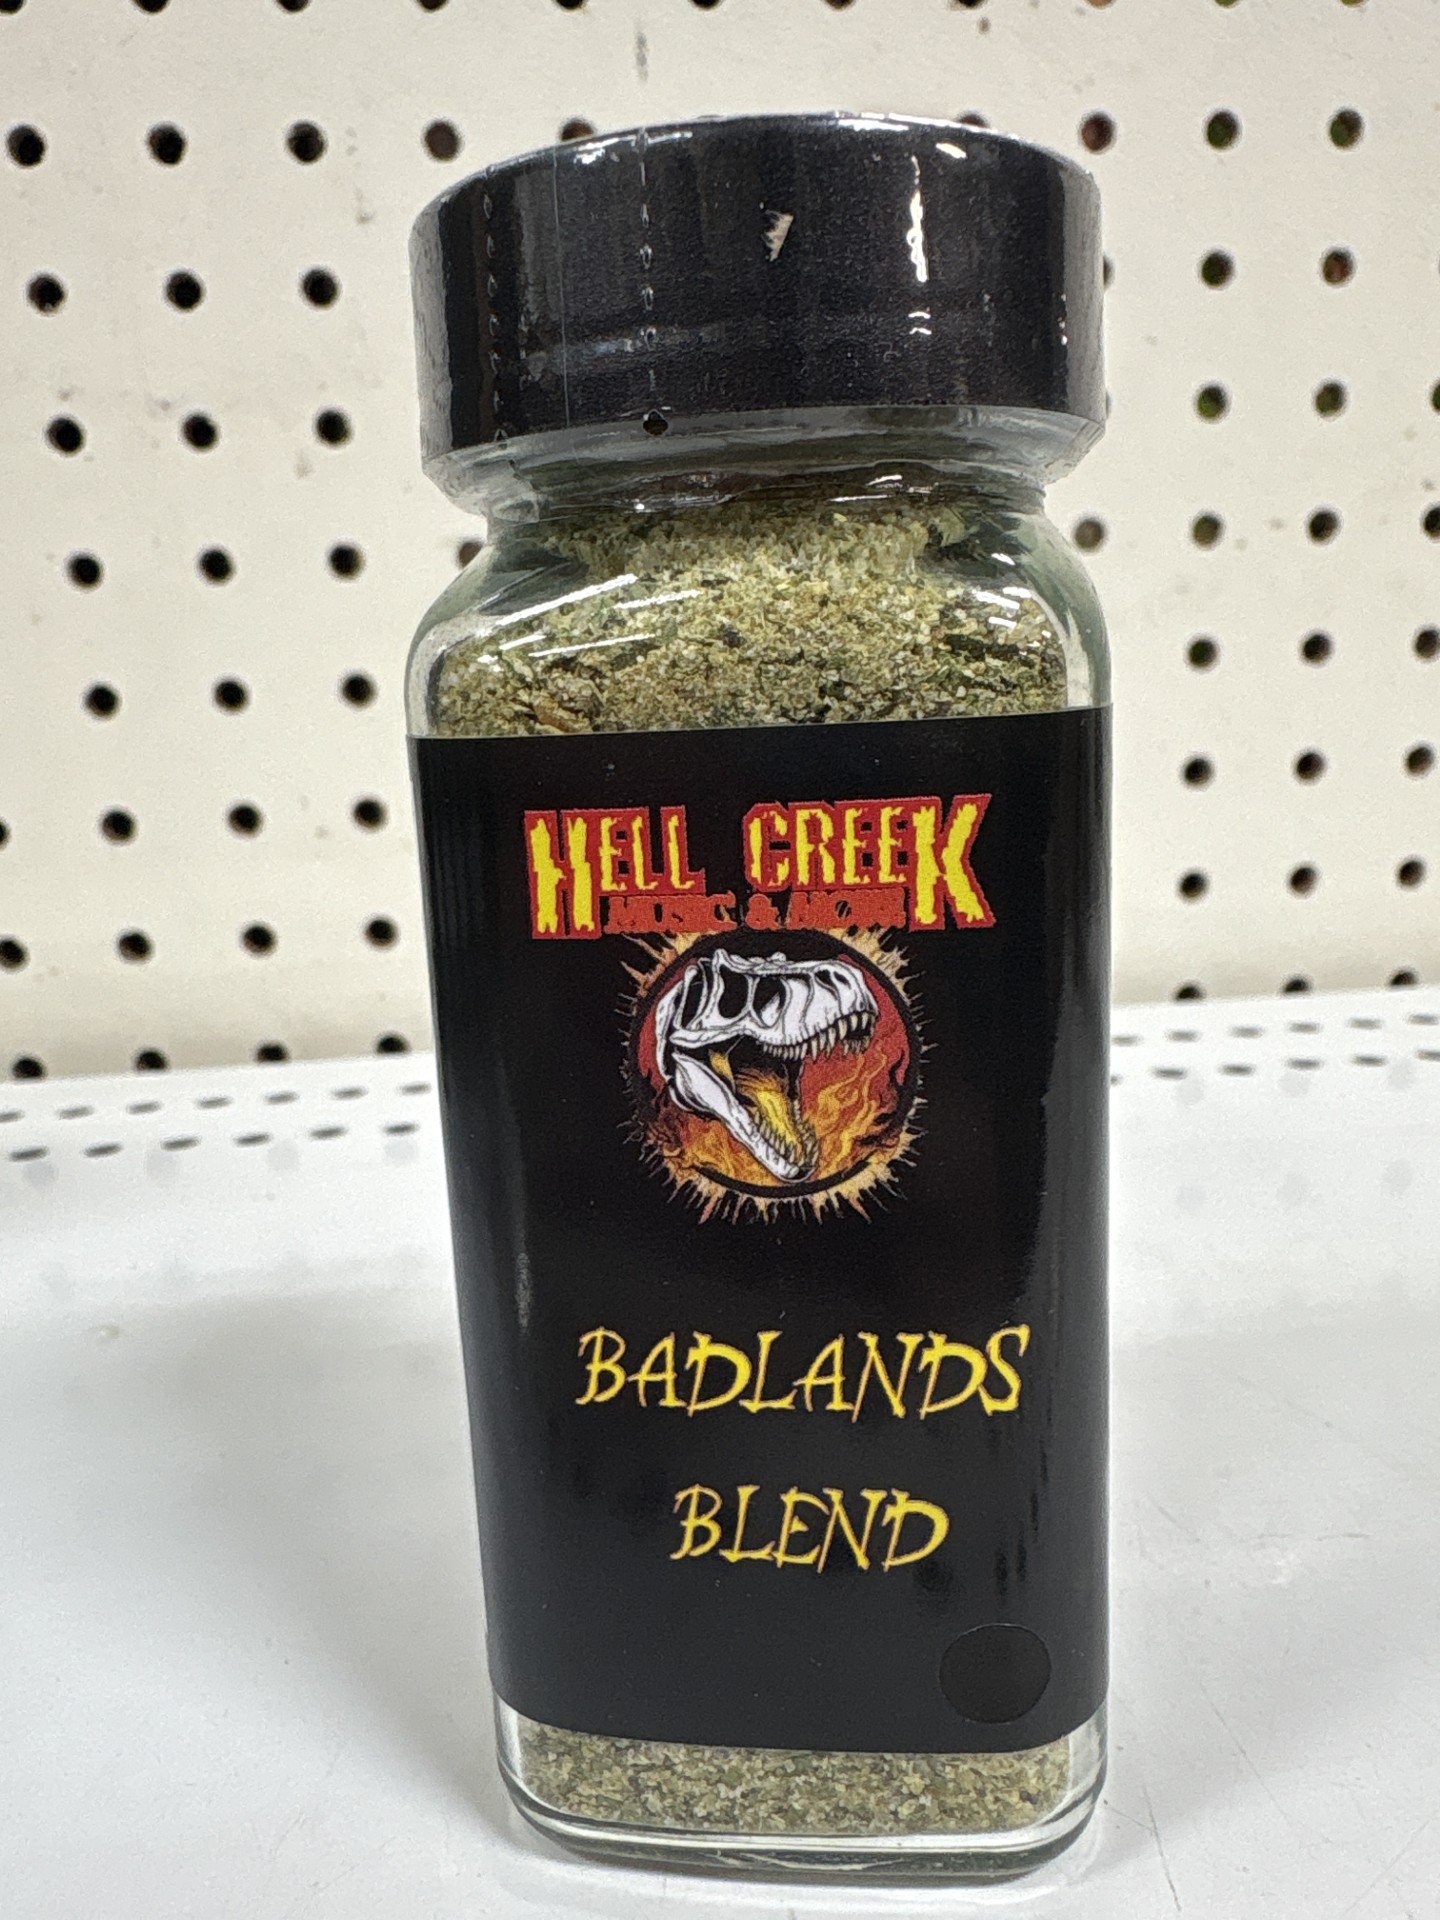 HELL CREEK
MUSIC & MORE
BADLANDS
BLEND